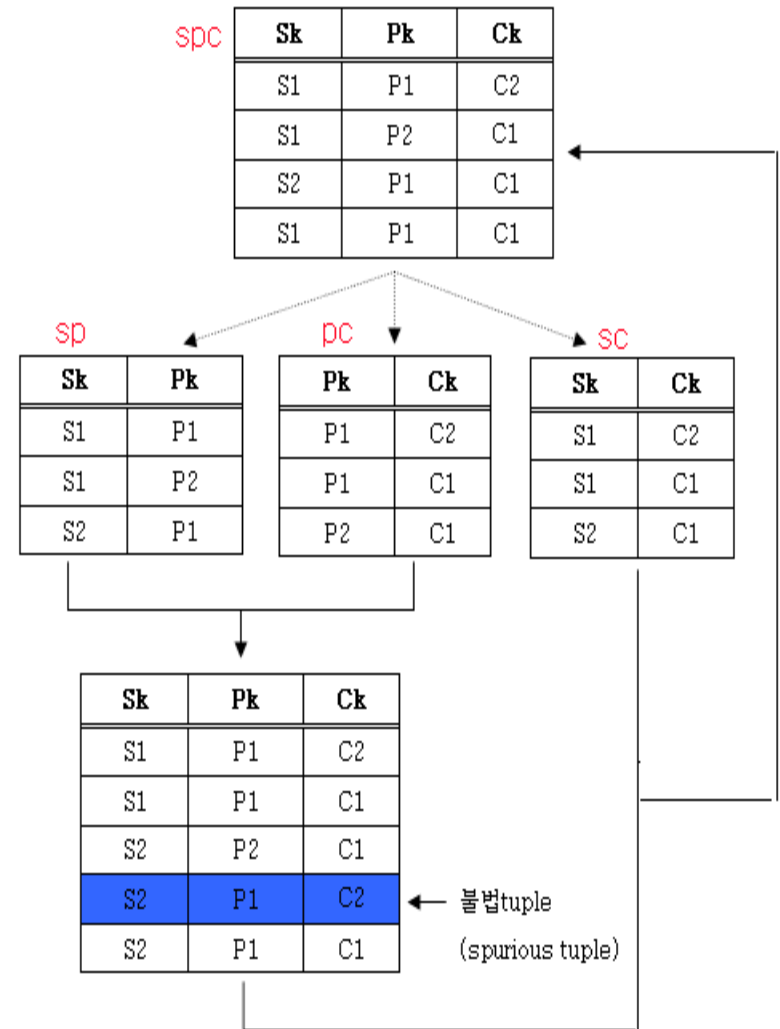 spc
Sk Pk Ck
S1 P1 C2
S1 P2 C1
S2 P1 C1
S1 P1 C1
sp
Sk Pk
S1 P1
S1 P2
S2 P1
pc
Pk Ck
P1 C2
P1 C1
P2 C1
sc
Sk Ck
S1 C2
S1 C1
S2 C1
Sk Pk Ck
S1 P1 C2
S1 P1 C1
S2 P2 C1
S2 P1 C2
S2 P1 C1
불법tuple
(spurious tuple)